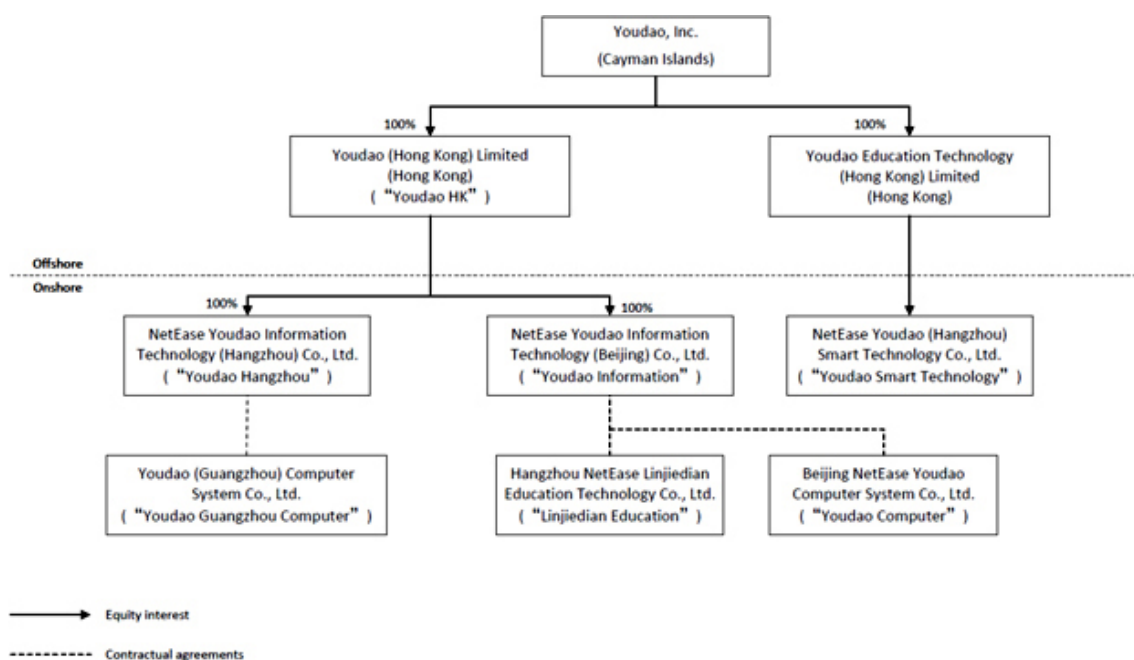 Youdao, Inc.
(Cayman Islands)
100%
100%
Youdao (Hong Kong) Limited
(Hong Kong)
(“Youdao HK”)
Youdao Education Technology
(Hong Kong) Limited
(Hong Kong)
Offshore
Onshore
100%
100%
NetEase Youdao Information
Technology (Hangzhou) Co., Ltd.
(“Youdao Hangzhou”)
NetEase Youdao Information
Technology (Beijing) Co., Ltd.
(“Youdao Information”)
NetEase Youdao (Hangzhou)
Smart Technology Co., Ltd.
(“Youdao Smart Technology”)
Youdao (Guangzhou) Computer
System Co., Ltd.
(“Youdao Guangzhou Computer”)
Hangzhou NetEase Linjiedian
Education Technology Co., Ltd.
(“Linjiedian Education”)
Beijing NetEase Youdao
Computer System Co., Ltd.
(“Youdao Computer”)
Equity interest
Contractual agreements